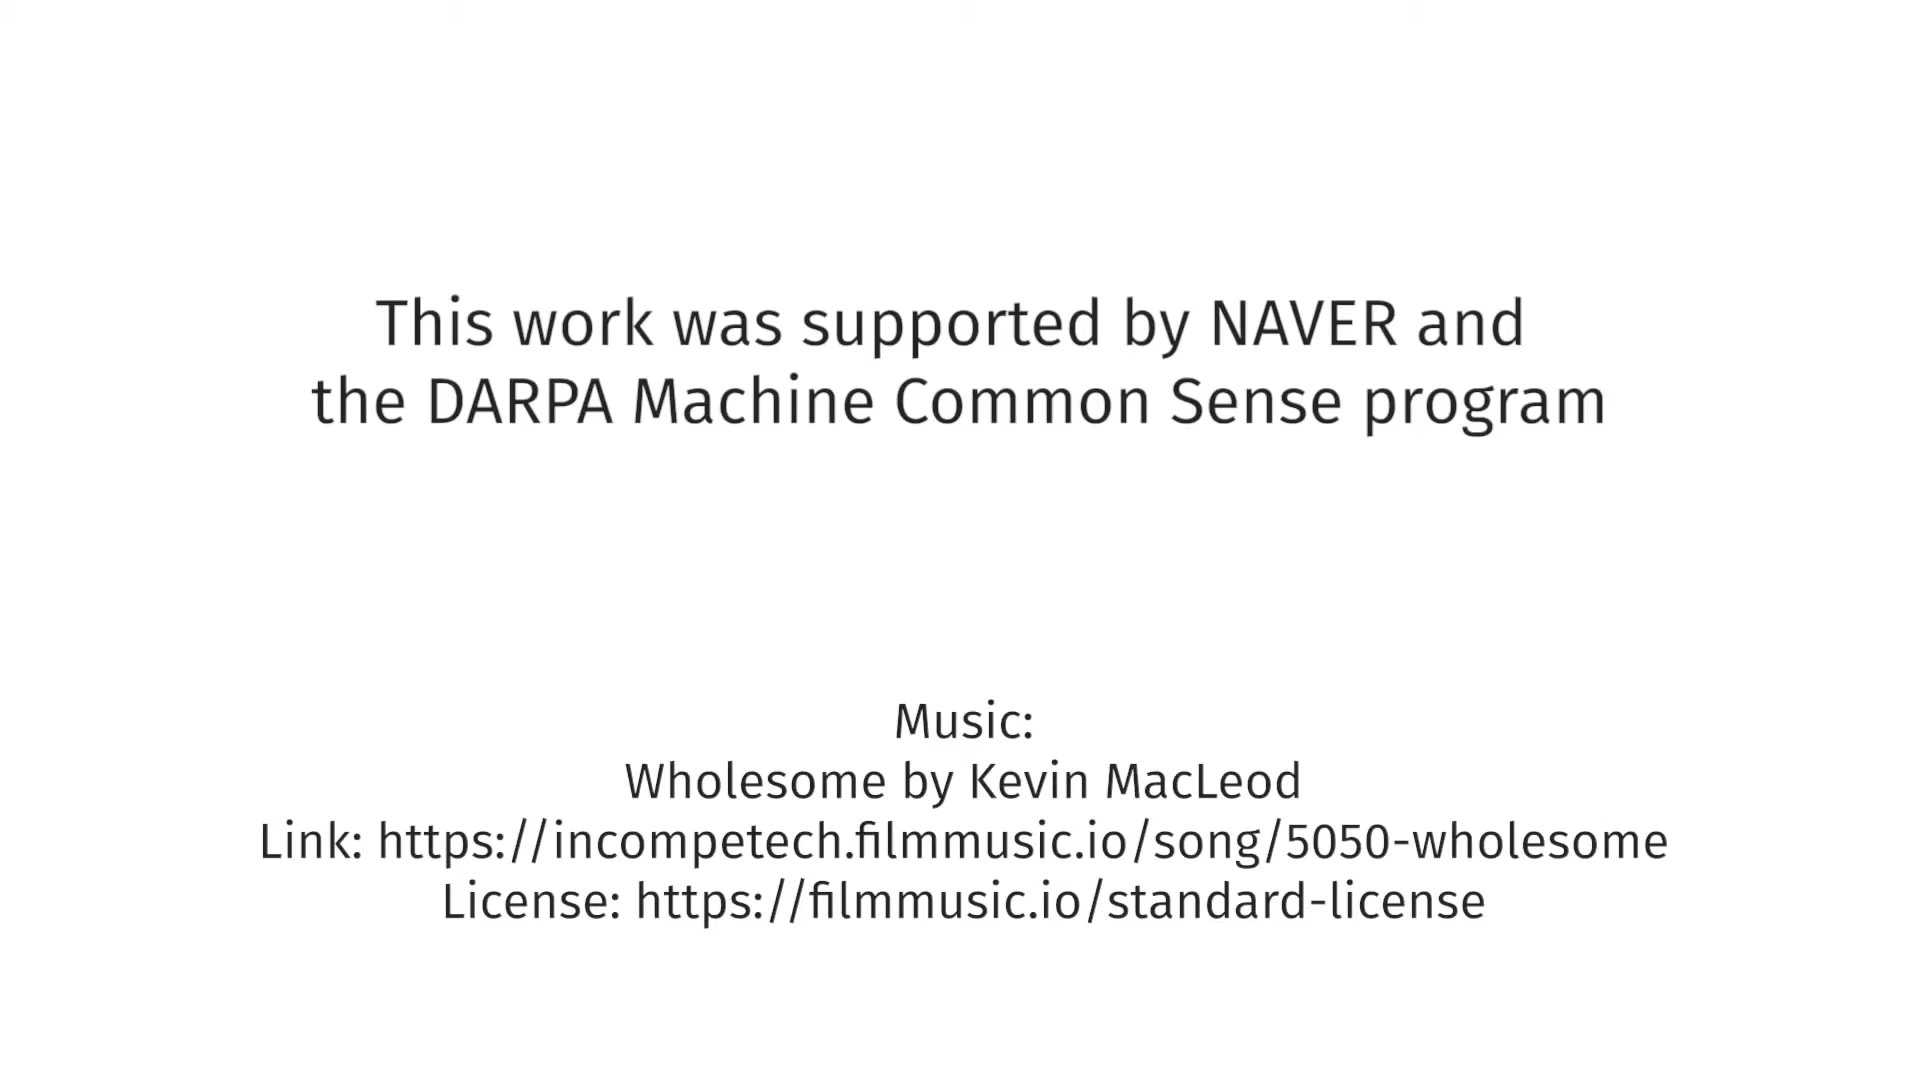 This work was supported by NAVER and
the DARPA Machine Common Sense program
Music:
Wholesome by Kevin MacLeod
Link: https://incompetech.filmmusic.io/song/5050-wholesome
License: https://filmmusic.io/standard-license